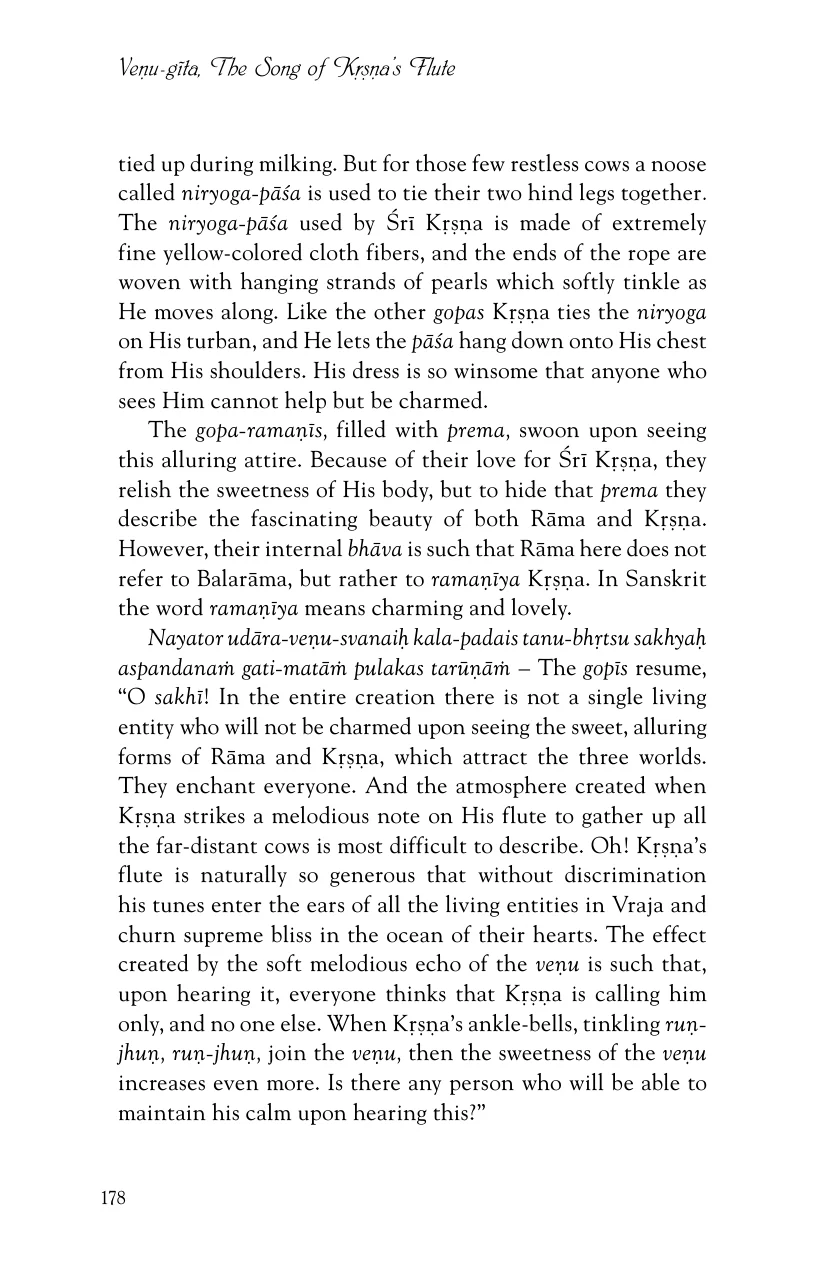 Veṇu-gīta, The Song of Kṛṣṇa’s Flute
tied up during milking. But for those few restless cows a noose
called niryoga-pāśa is used to tie their two hind legs together.
The niryoga-pāśa used by Śrī Kṛṣṇa is made of extremely
fine yellow-colored cloth fibers, and the ends of the rope are
woven with hanging strands of pearls which softly tinkle as
He moves along. Like the other gopas Kṛṣṇa ties the niryoga
on His turban, and He lets the pāśa hang down onto His chest
from His shoulders. His dress is so winsome that anyone who
sees Him cannot help but be charmed.
The gopa-ramaṇīs, filled with prema, swoon upon seeing
this alluring attire. Because of their love for Śrī Kṛṣṇa, they
relish the sweetness of His body, but to hide that prema they
describe the fascinating beauty of both Rāma and Kṛṣṇa.
However, their internal bhāva is such that Rāma here does not
refer to Balarāma, but rather to ramaṇīya Kṛṣṇa. In Sanskrit
the word ramaṇīya means charming and lovely.
Nayator udāra-veṇu-svanaiḥ kala-padais tanu-bhṛtsu sakhyaḥ
aspandanaṁ gati-matāṁ pulakas tarūṇāṁ – The gopīs resume,
“O sakhī! In the entire creation there is not a single living
entity who will not be charmed upon seeing the sweet, alluring
forms of Rāma and Kṛṣṇa, which attract the three worlds.
They enchant everyone. And the atmosphere created when
Kṛṣṇa strikes a melodious note on His flute to gather up all
the far-distant cows is most difficult to describe. Oh! Kṛṣṇa’s
flute is naturally so generous that without discrimination
his tunes enter the ears of all the living entities in Vraja and
churn supreme bliss in the ocean of their hearts. The effect
created by the soft melodious echo of the veṇu is such that,
upon hearing it, everyone thinks that Kṛṣṇa is calling him
only, and no one else. When Kṛṣṇa’s ankle-bells, tinkling ruṇ-
jhuṇ, ruṇ-jhuṇ, join the veṇu, then the sweetness of the veṇu
increases even more. Is there any person who will be able to
maintain his calm upon hearing this?”
178